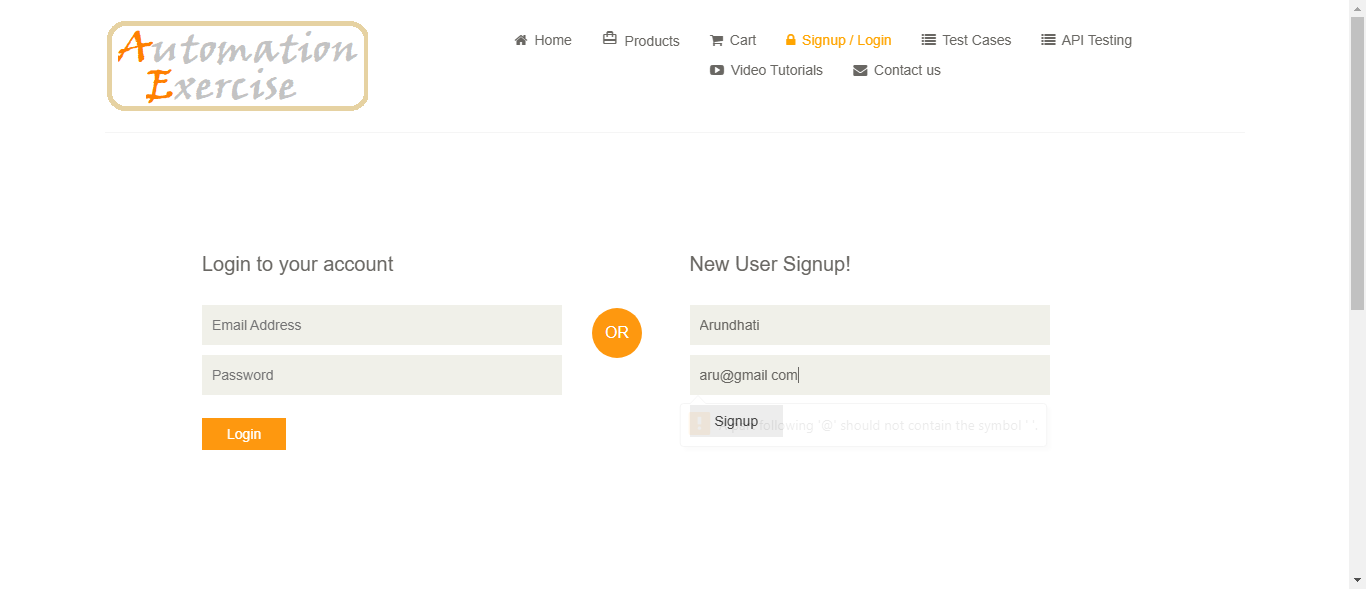 Automation
Exercise
Home Products Cart Signup / Login Test Cases API Testing
Video Tutorials Contact us
Login to your account
Email Address
Password
Login
OR
New User Signup!
Arundhati
aru@gmail com
Signup
following '@' should not contain the symbol ' '.